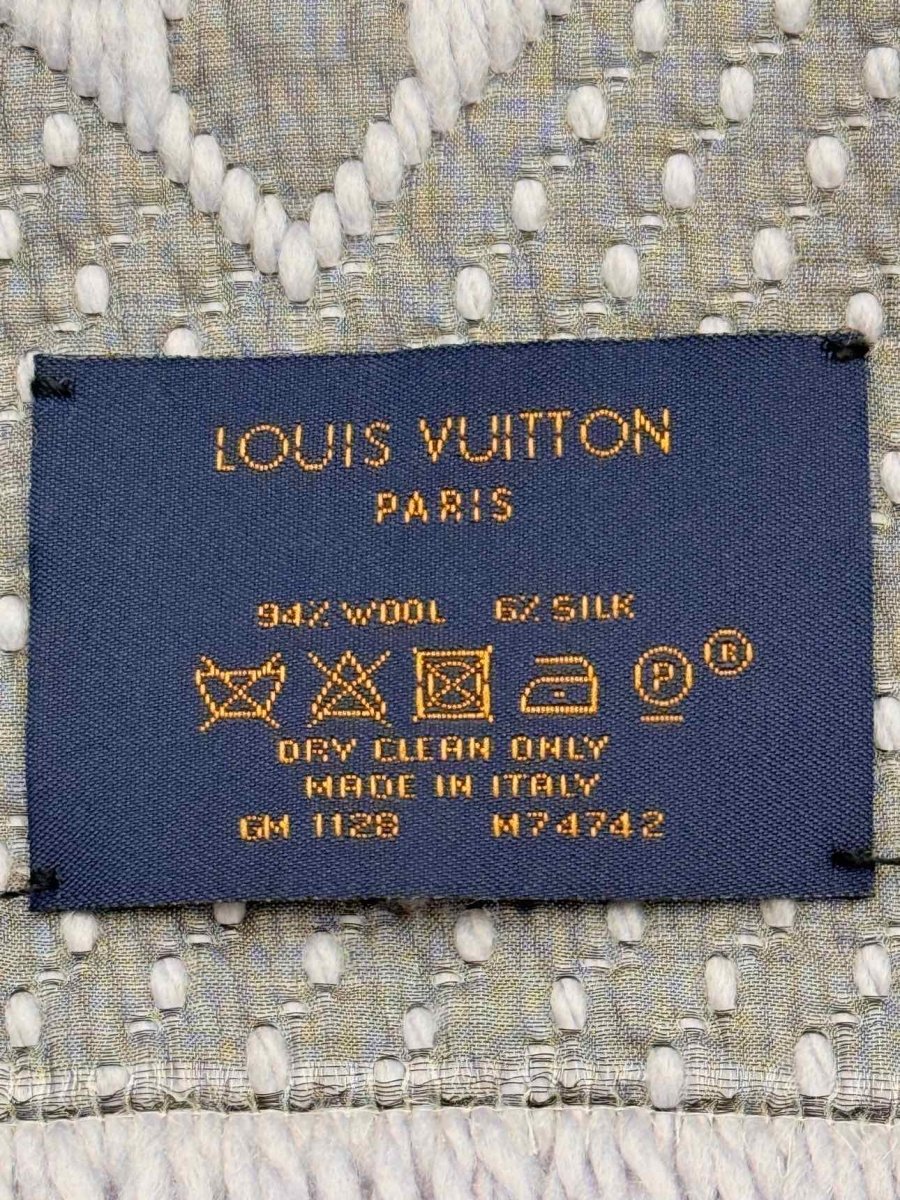 LOUIS VUITTON
PARIS
94% WOOL 6% SILK
P ®
DRY CLEAN ONLY
MADE IN ITALY
GM 1128 M74742